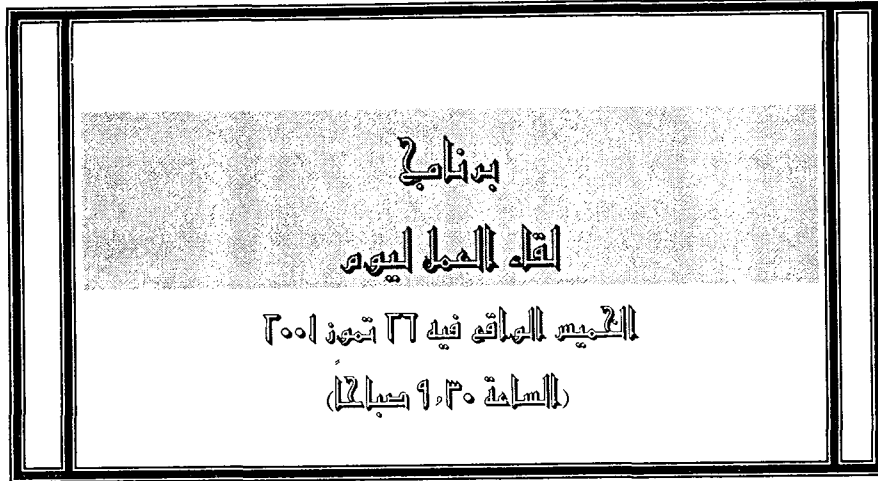 برنامج
لقاء العمل ليوم
الخميس الواقع فيه ٢٦ تموز ٢٠٠١
(الساعة ٩,٣٠ صباحاً)